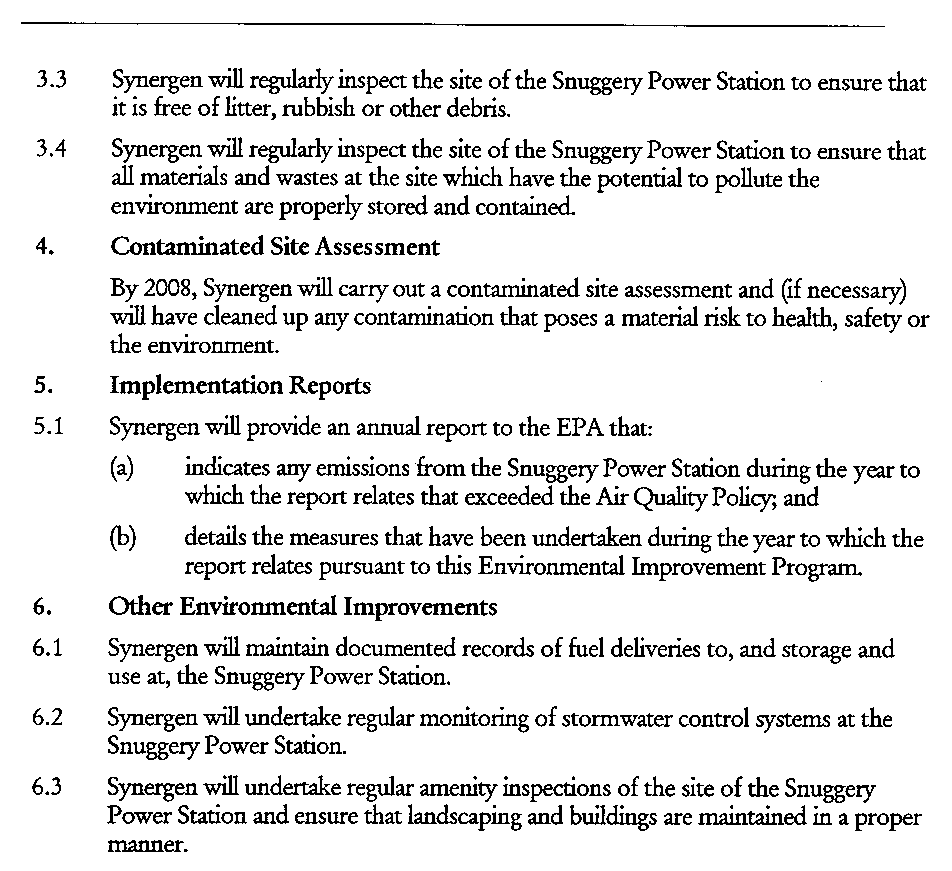 3.3 Synergen will regularly inspect the site of the Snuggery Power Station to ensure that
it is free of litter, rubbish or other debris.
3.4 Synergen will regularly inspect the site of the Snuggery Power Station to ensure that
all materials and wastes at the site which have the potential to pollute the
environment are properly stored and contained.
4. Contaminated Site Assessment
By 2008, Synergen will carry out a contaminated site assessment and (if necessary)
will have cleaned up any contamination that poses a material risk to health, safety or
the environment.
5. Implementation Reports
5.1 Synergen will provide an annual report to the EPA that:
(a) indicates any emissions from the Snuggery Power Station during the year to
which the report relates that exceeded the Air Quality Policy; and
(b) details the measures that have been undertaken during the year to which the
report relates pursuant to this Environmental Improvement Program.
6. Other Environmental Improvements
6.1 Synergen will maintain documented records of fuel deliveries to, and storage and
use at, the Snuggery Power Station.
6.2 Synergen will undertake regular monitoring of stormwater control systems at the
Snuggery Power Station.
6.3 Synergen will undertake regular amenity inspections of the site of the Snuggery
Power Station and ensure that landscaping and buildings are maintained in a proper
manner.